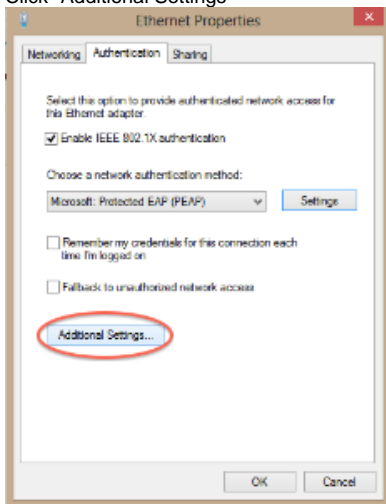 Click "Additional Settings"
Ethernet Properties
Networking Authentication Sharing
Select this option to provide authenticated network access for
this Ethernet adapter.
Enable IEEE 802.1X authentication
Choose a network authentication method:
Microsoft: Protected EAP (PEAP) Settings
Remember my credentials for this connection each
time I'm logged on
Fallback to unauthorized network access
Additional Settings...
OK Cancel